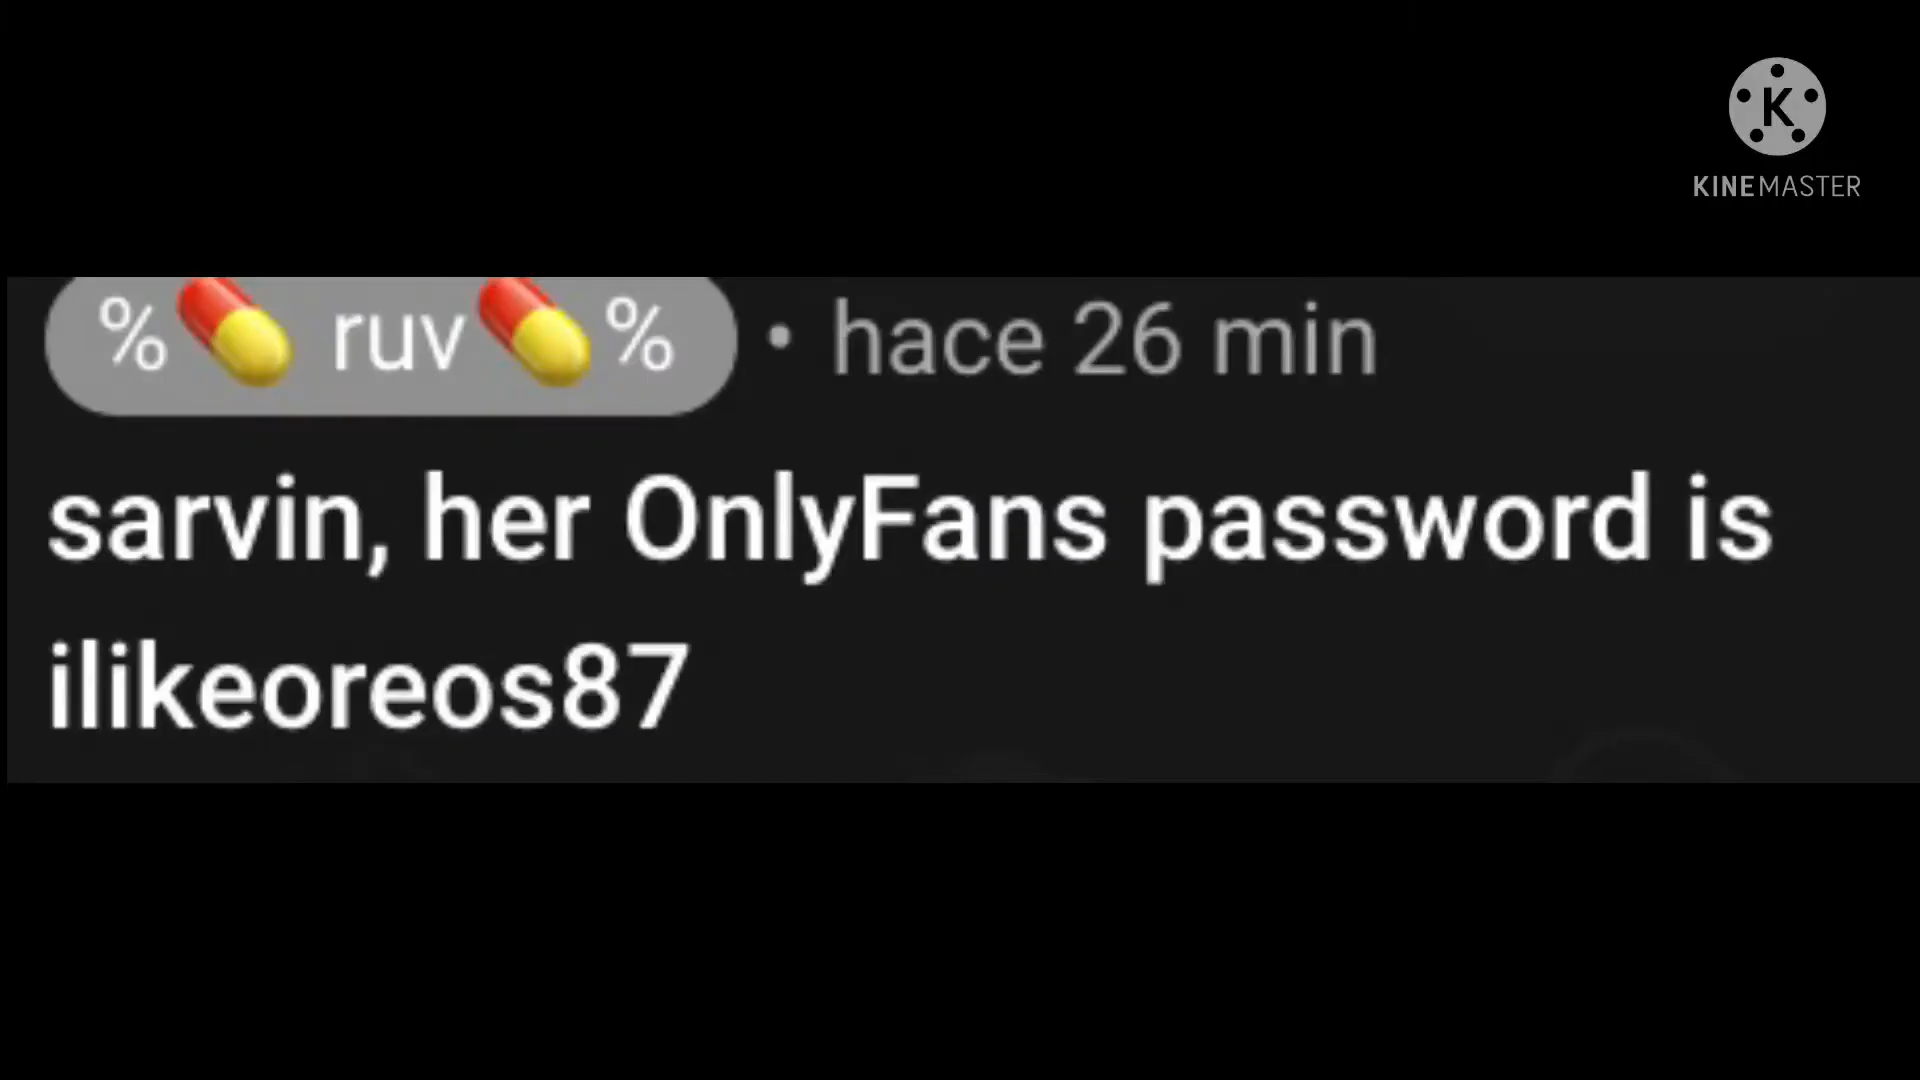 K
KINEMASTER
%💊 ruv💊% • hace 26 min
sarvin, her OnlyFans password is
ilikeoreos87